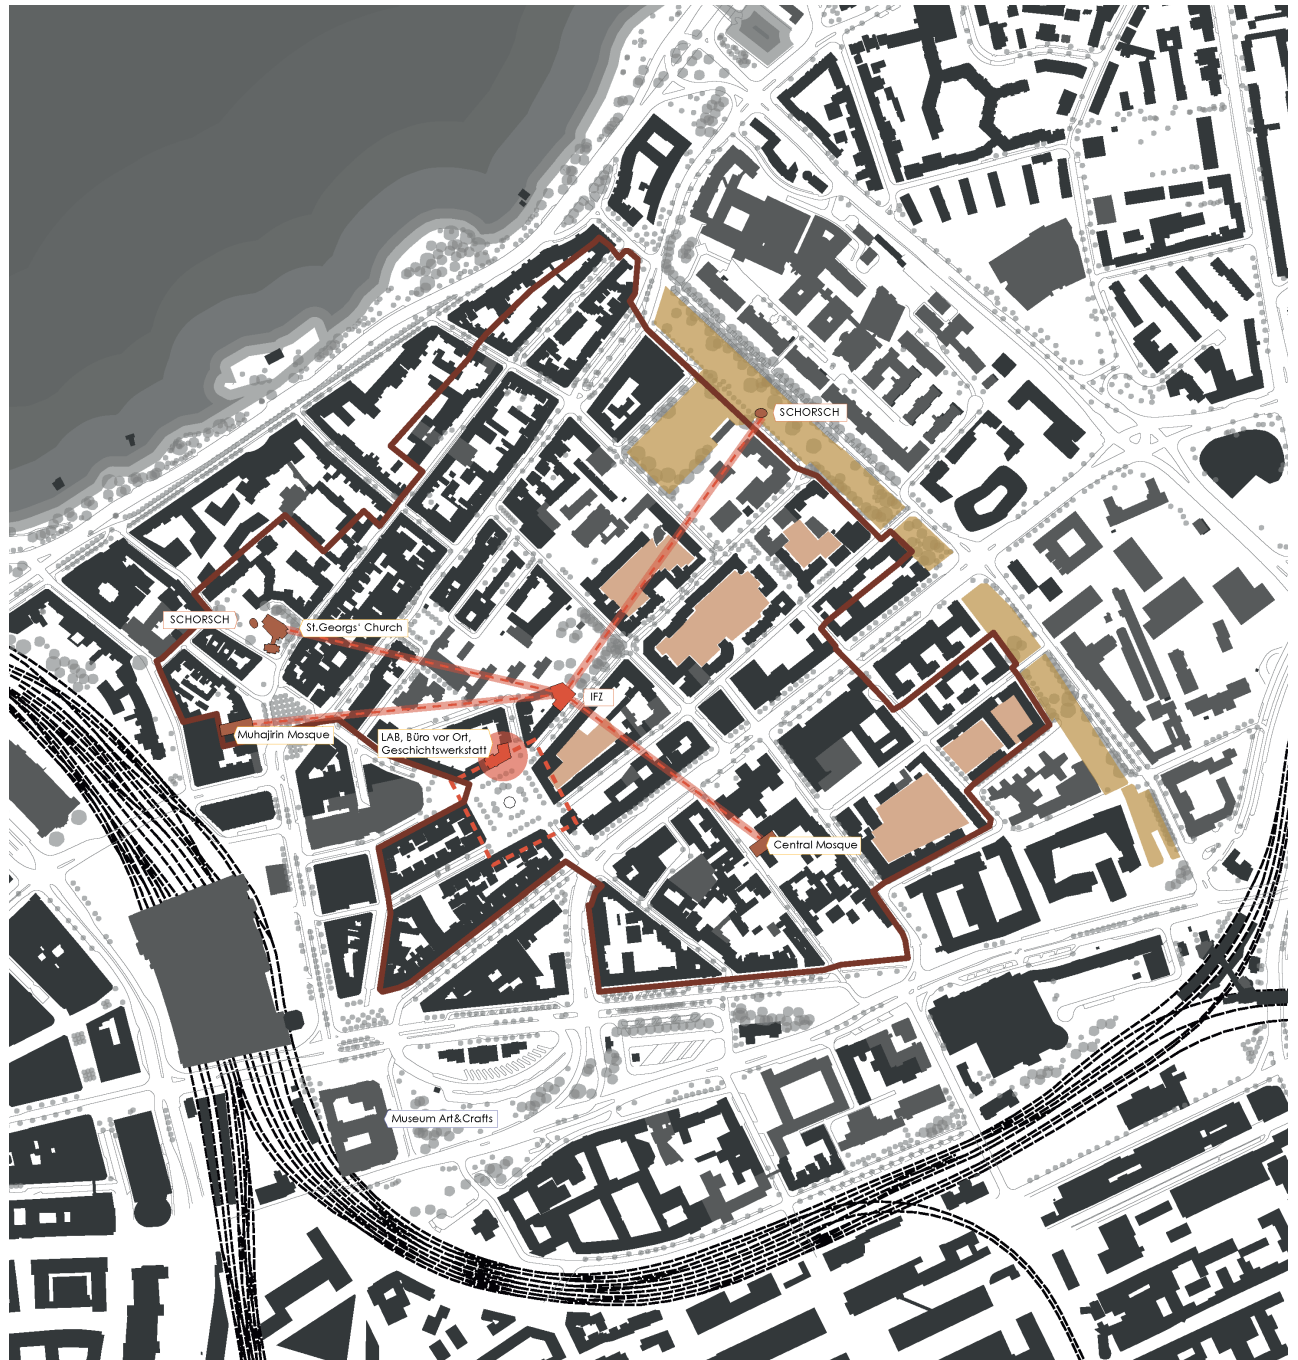 SCHORSCH
SCHORSCH
St.Georgs' Church
IFZ
Muhajirin Mosque
LAB, Büro vor Ort,
Geschichtswerkstatt
Central Mosque
Museum Art&Crafts